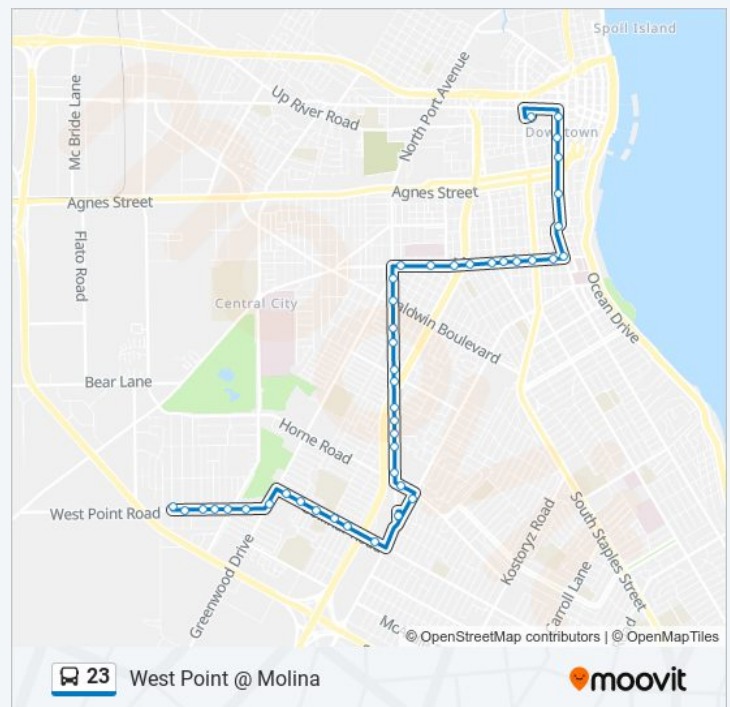 Spoil Island
Mc Bride Lane
Up River Road
North Port Avenue
Downtown
Agnes Street
Agnes Street
Flato Road
Central City
Ocean Drive
Baldwin Boulevard
Bear Lane
Horne Road
West Point Road
Greenwood Drive
Kostoryz Road
South Staples Street
Carroll Lane
© OpenStreetMap contributors | © OpenMapTiles
23 West Point @ Molina
moovit